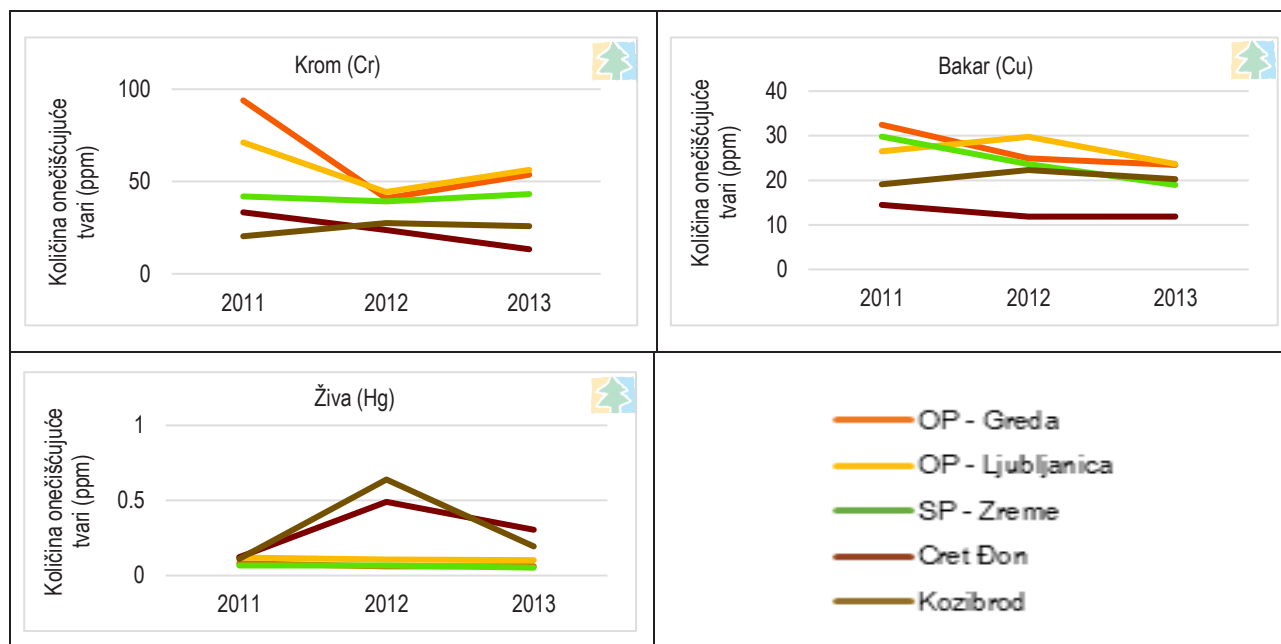 Krom (Cr)
Količina onečišćujuće
tvari (ppm)
100
50
0
2011 2012 2013
Bakar (Cu)
Količina onečišćujuće
tvari (ppm)
40
30
20
10
0
2011 2012 2013
Živa (Hg)
Količina onečišćujuće
tvari (ppm)
1
0.5
0
2011 2012 2013
OP - Greda
OP - Ljubljanica
SP - Zreme
Cret Đon
Kozibrod